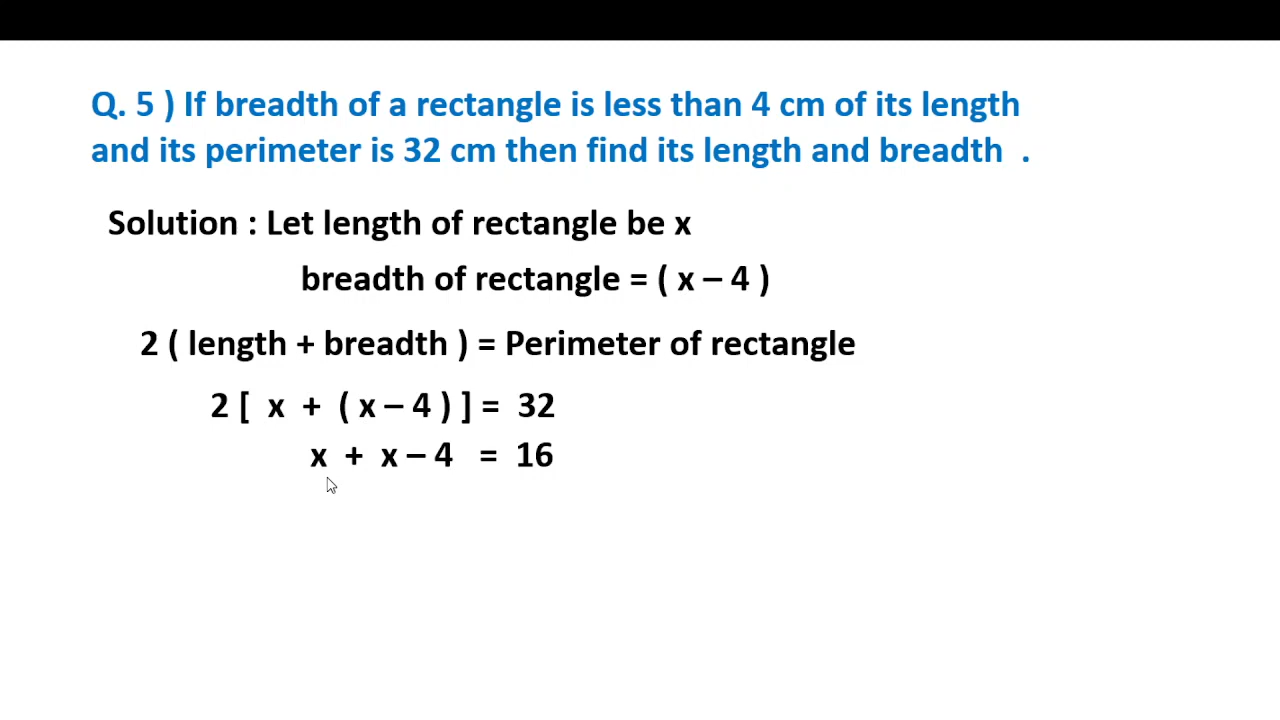 Q. 5 ) If breadth of a rectangle is less than 4 cm of its length
and its perimeter is 32 cm then find its length and breadth .
Solution : Let length of rectangle be x
breadth of rectangle = ( x – 4 )
2 ( length + breadth ) = Perimeter of rectangle
2 [ x + ( x – 4 ) ] = 32
x + x – 4 = 16